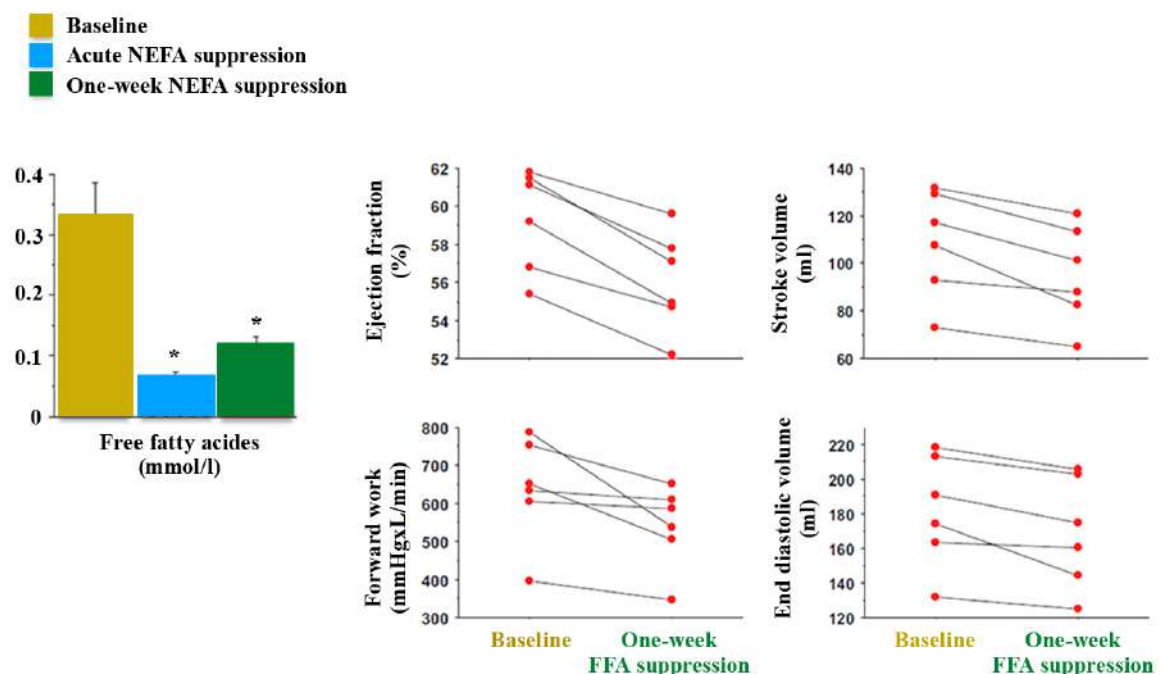 Baseline
Acute NEFA suppression
One-week NEFA suppression
0.4
0.3
0.2
0.1
0
*
*
Free fatty acides
(mmol/l)
Ejection fraction
(%)
62
60
58
56
54
52
Stroke volume
(ml)
140
120
100
80
60
Forward work
(mmHgxL/min)
800
700
600
500
400
300
Baseline
One-week
FFA suppression
End diastolic volume
(ml)
220
200
180
160
140
120
Baseline
One-week
FFA suppression